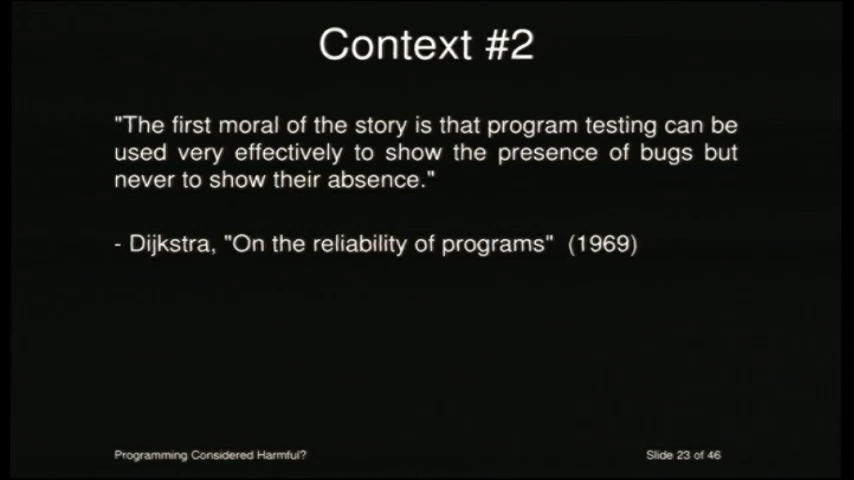 Context #2
"The first moral of the story is that program testing can be
used very effectively to show the presence of bugs but
never to show their absence."
- Dijkstra, "On the reliability of programs" (1969)
Programming Considered Harmful? Slide 23 of 46